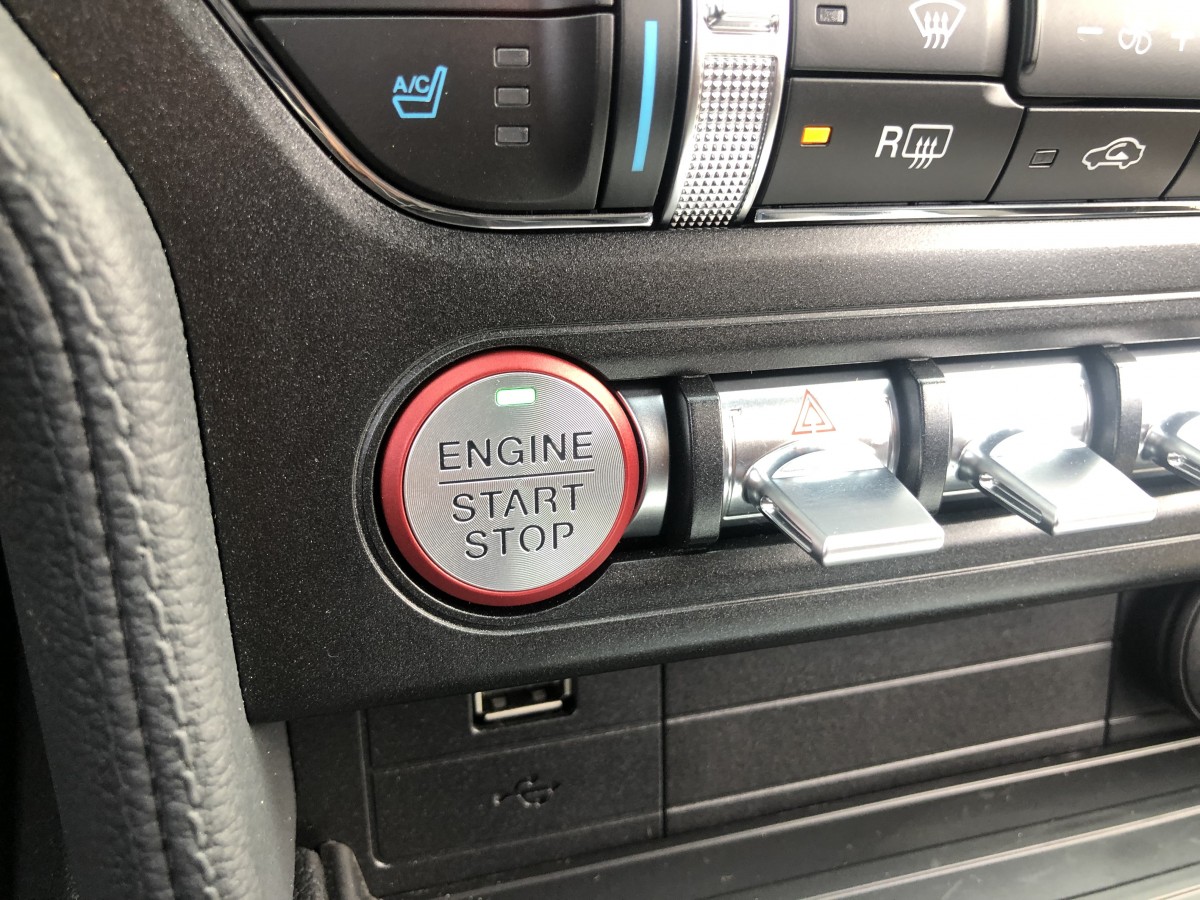 A/C
R
ENGINE
START
STOP